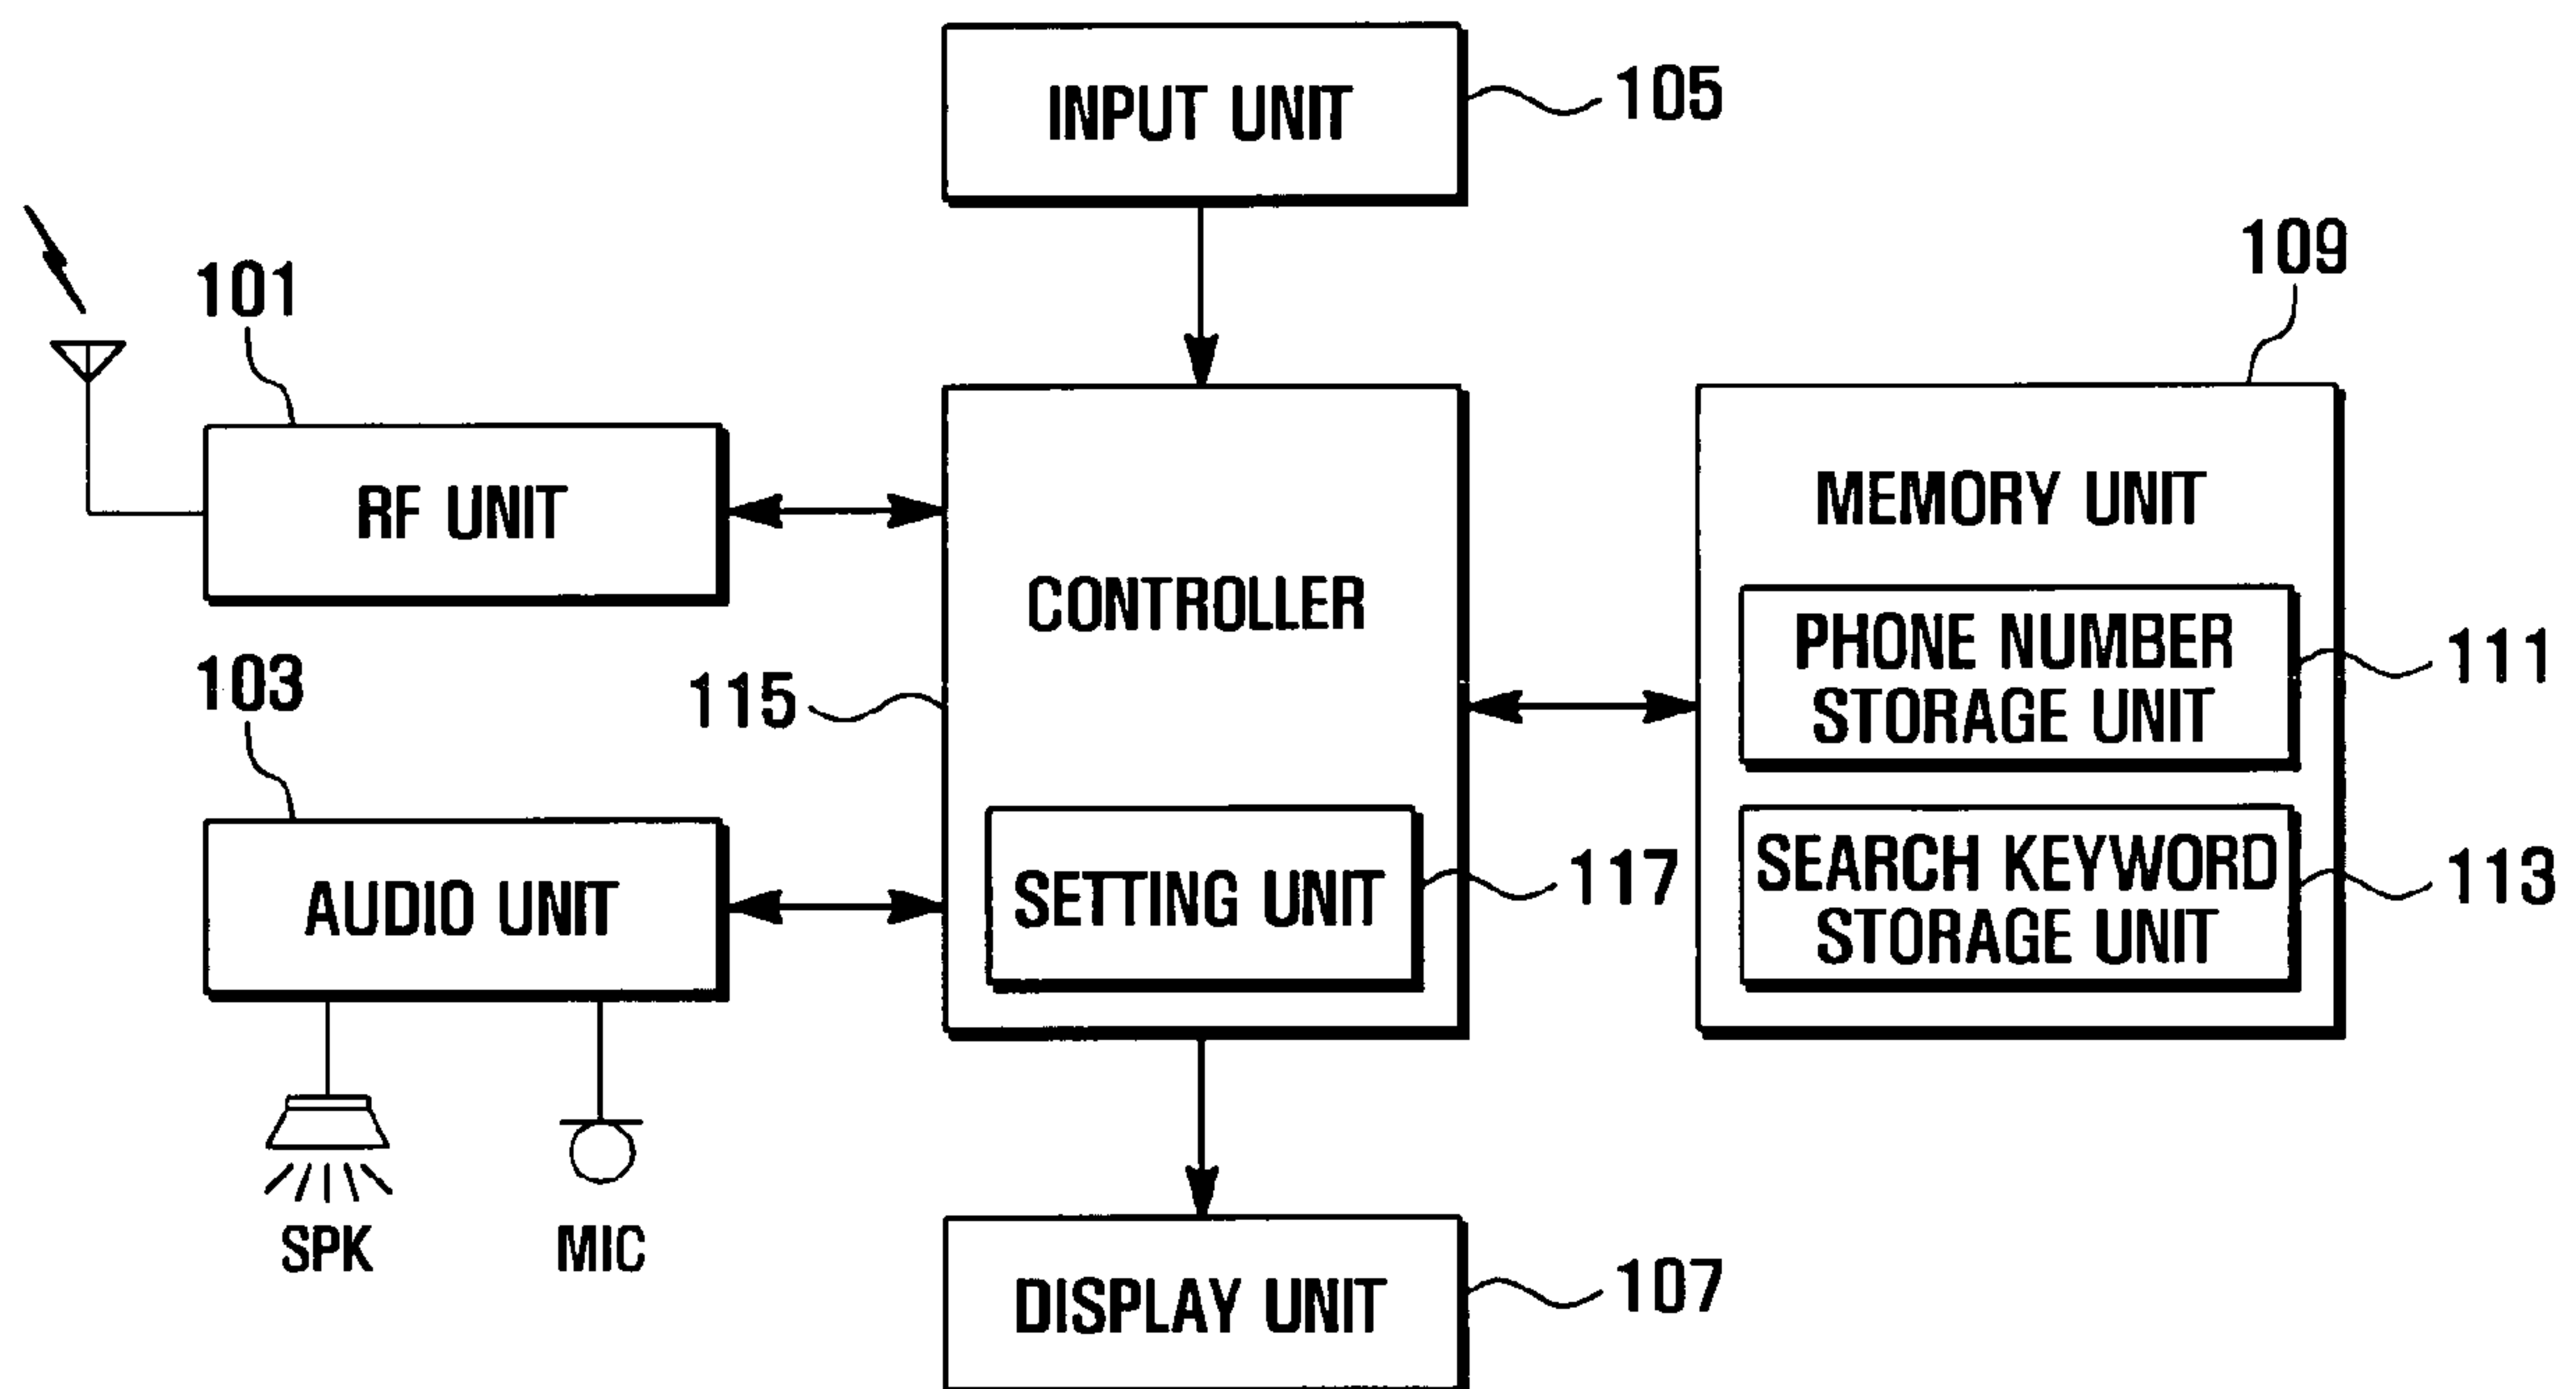 INPUT UNIT
105
109
101
RF UNIT
MEMORY UNIT
CONTROLLER
PHONE NUMBER
STORAGE UNIT
111
103
115
SETTING UNIT
117
SEARCH KEYWORD
STORAGE UNIT
113
AUDIO UNIT
SPK
MIC
DISPLAY UNIT
107